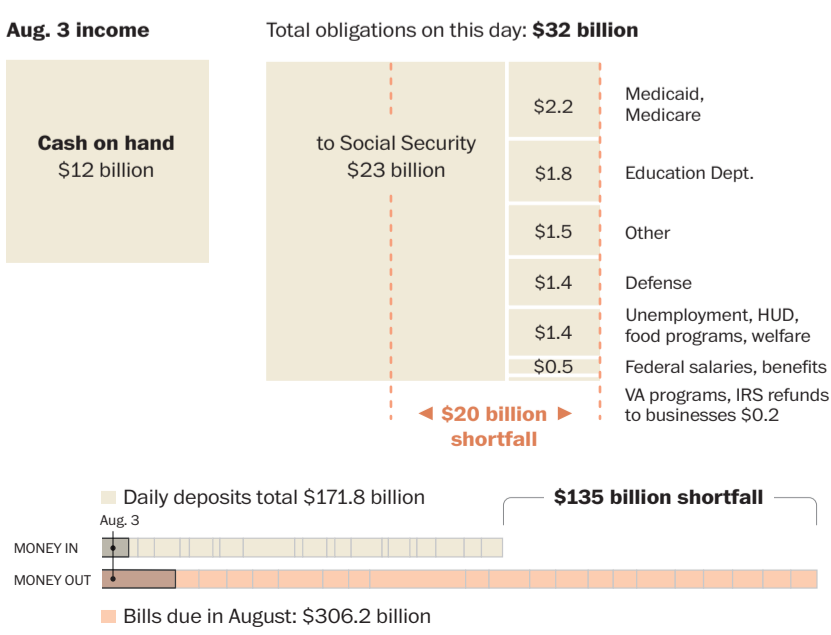 Aug. 3 income
Total obligations on this day: $32 billion
Cash on hand
$12 billion
to Social Security
$23 billion
$2.2
Medicaid,
Medicare
$1.8
Education Dept.
$1.5
Other
$1.4
Defense
$1.4
Unemployment, HUD,
food programs, welfare
$0.5
Federal salaries, benefits
VA programs, IRS refunds
to businesses $0.2
$20 billion
shortfall
Daily deposits total $171.8 billion
$135 billion shortfall
Aug. 3
MONEY IN
MONEY OUT
Bills due in August: $306.2 billion